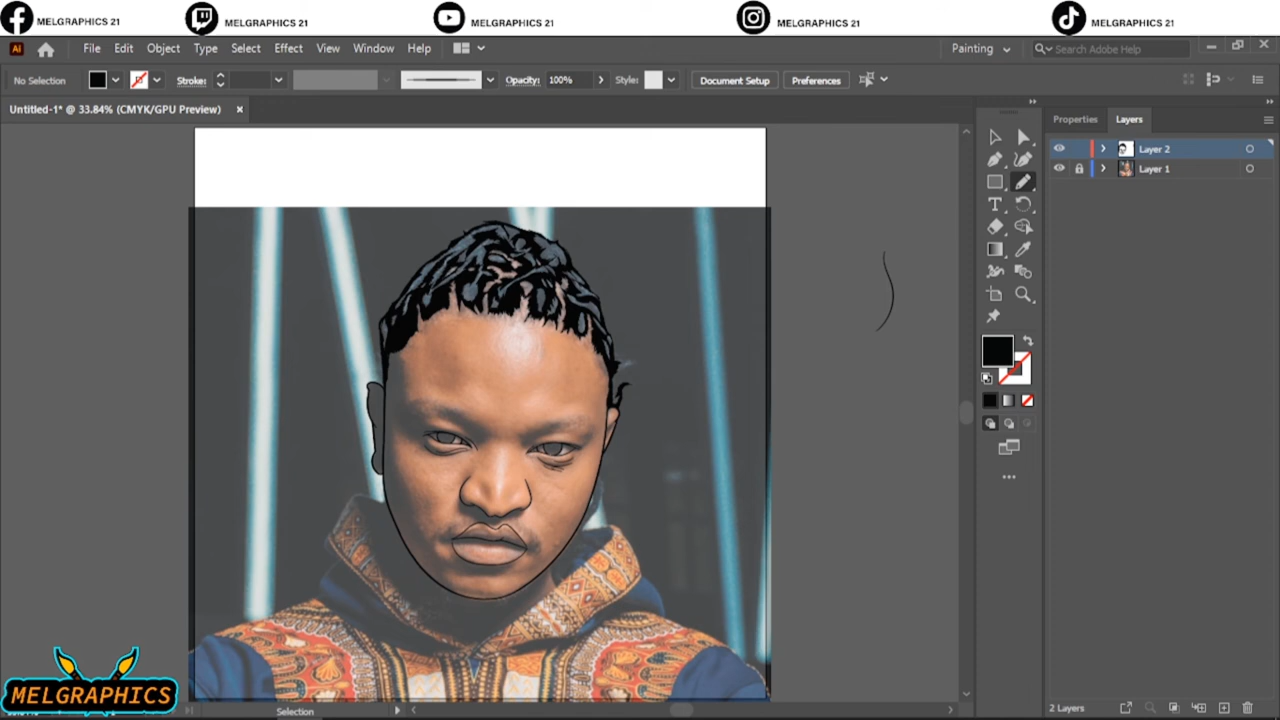 MELGRAPHICS 21
MELGRAPHICS 21
MELGRAPHICS 21
MELGRAPHICS 21
MELGRAPHICS 21
Ai File Edit Object Type Select Effect View Window Help Painting Search Adobe Help
No Selection Stroke: Opacity: 100% Style: Document Setup Preferences
Untitled-1* @ 33.84% (CMYK/GPU Preview) ×
Properties Layers
Layer 2
Layer 1
MELGRAPHICS
Selection
2 Layers